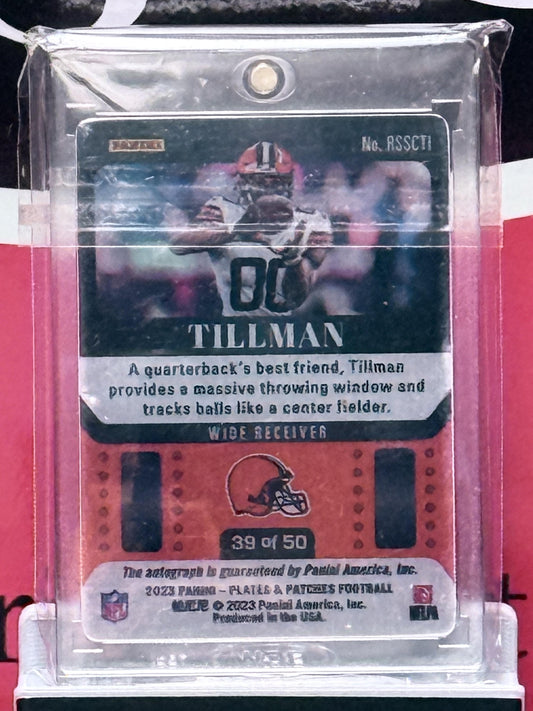 PANINI
No. RSSCTI
00
TILLMAN
A quarterback's best friend, Tillman
provides a massive throwing window and
tracks balls like a center fielder.
WIDE RECEIVER
39 of 50
The autograph is guaranteed by Panini America, Inc.
2023 PANINI – PLATES & PATCHES FOOTBALL
© 2023 Panini America, Inc.
Produced in the USA.
NFL